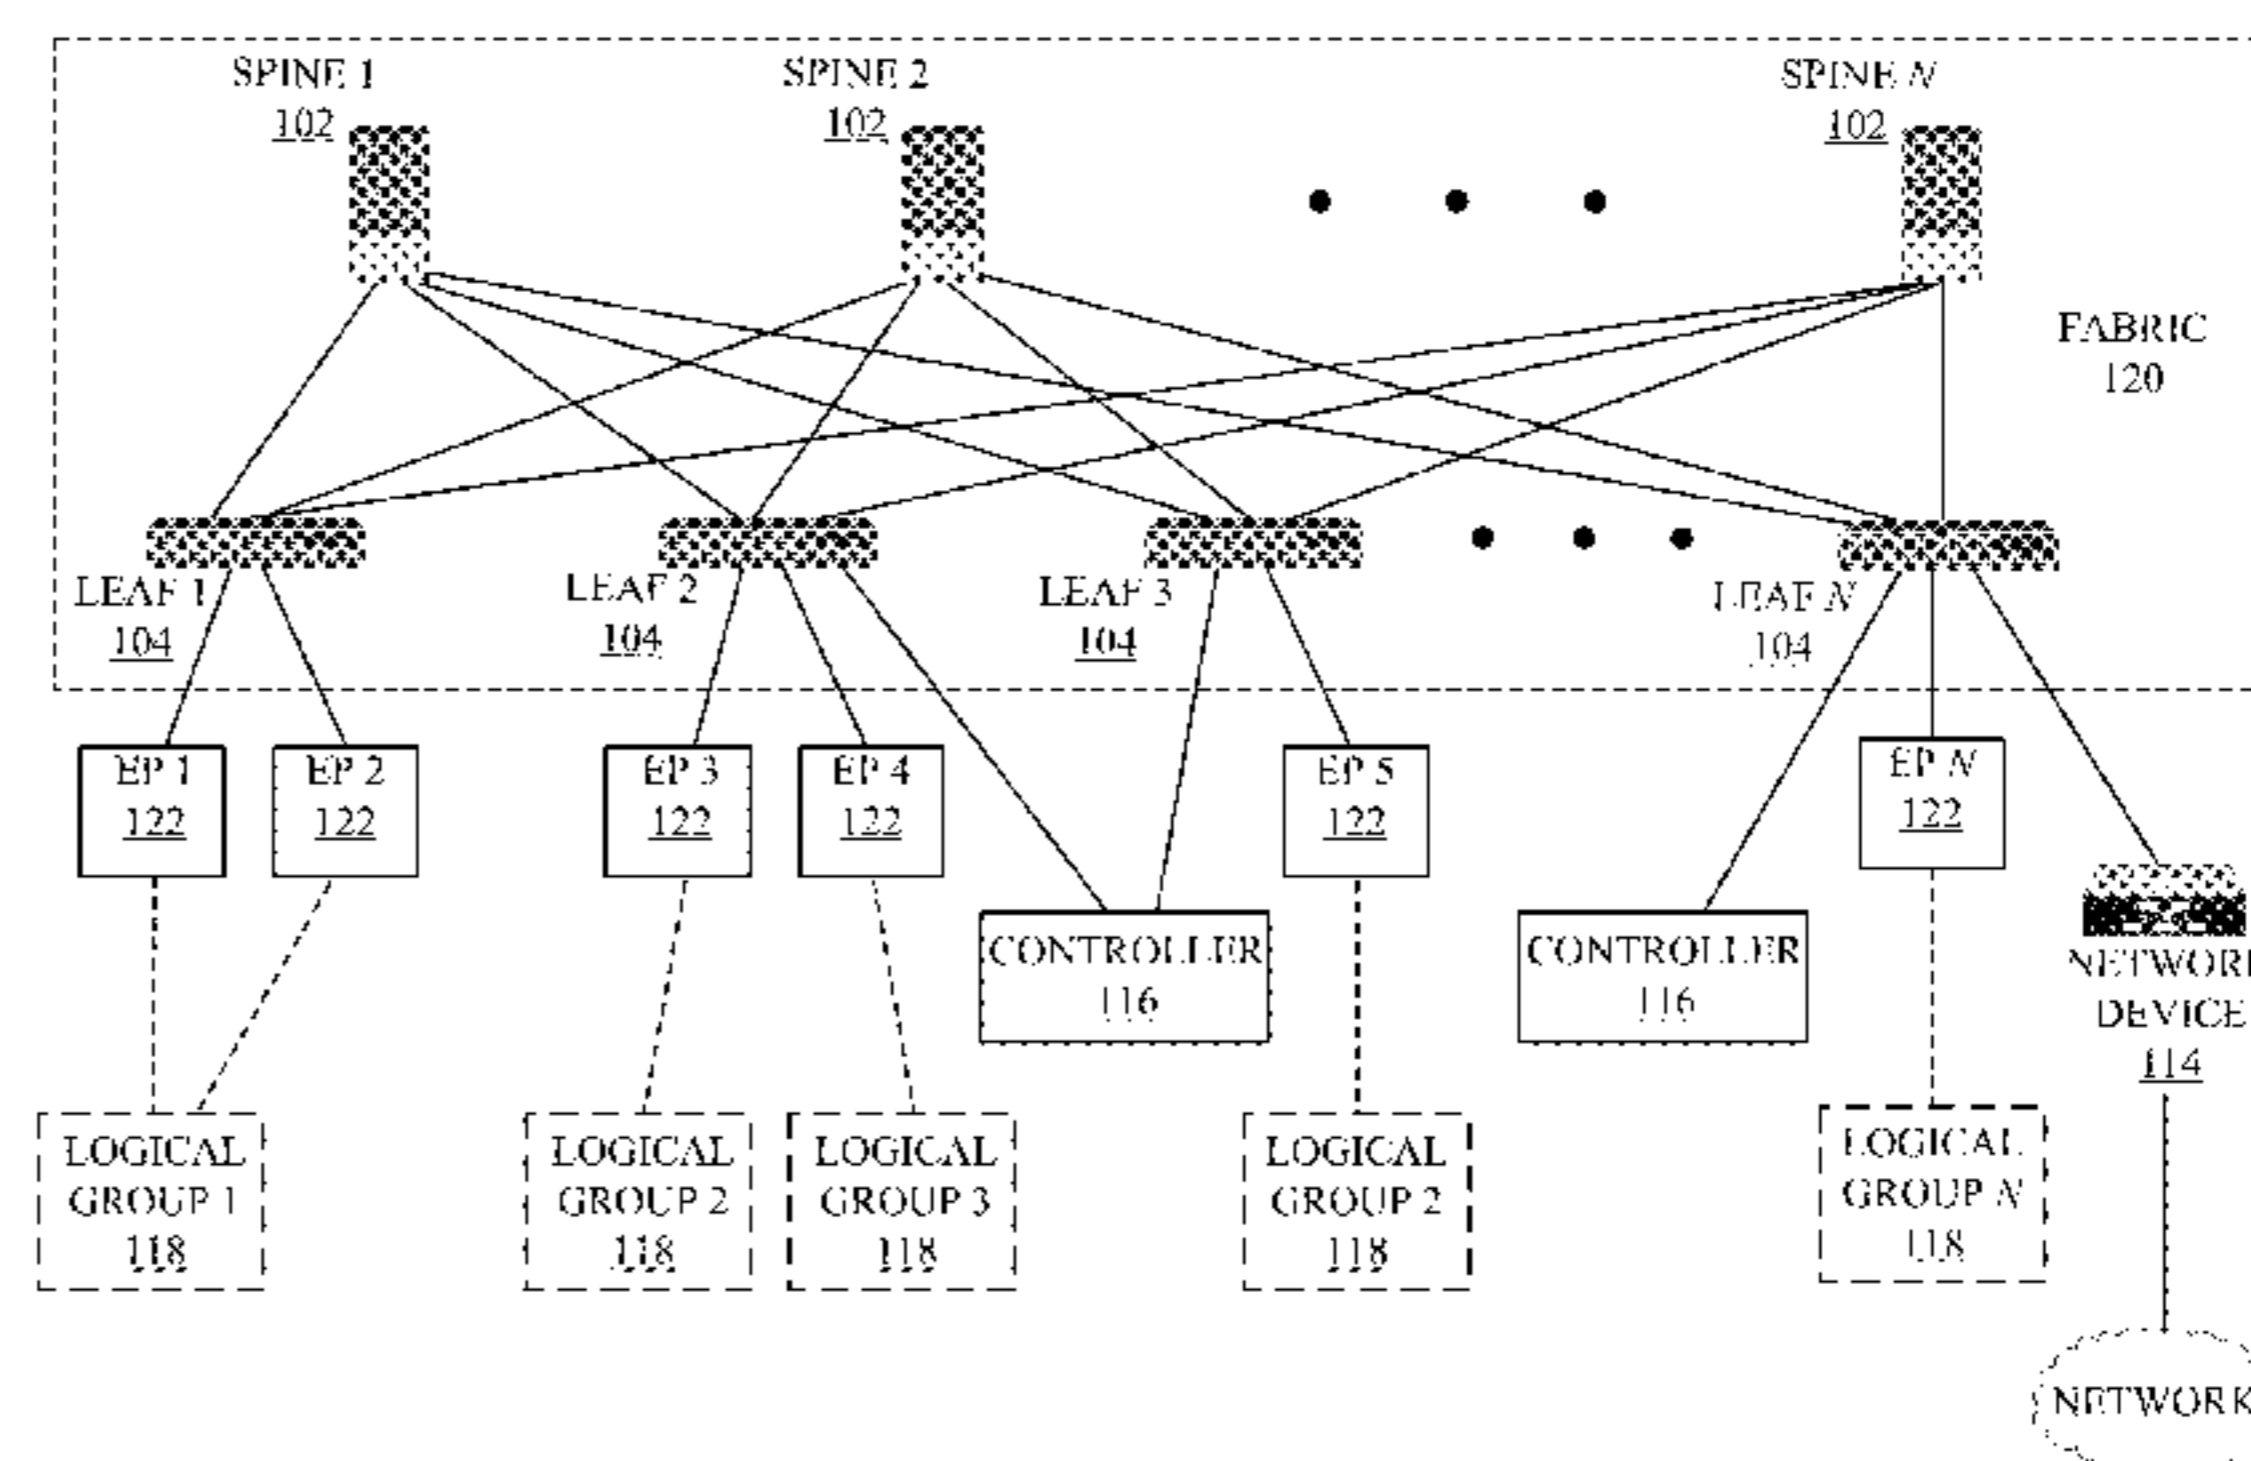 SPINE 1
102
SPINE 2
102
SPINE N
102
FABRIC
120
LEAF 1
104
LEAF 2
104
LEAF 3
104
LEAF N
104
EP 1
122
EP 2
122
EP 3
122
EP 4
122
EP 5
122
EP N
122
CONTROLLER
116
CONTROLLER
116
NETWORK
DEVICE
114
LOGICAL
GROUP 1
118
LOGICAL
GROUP 2
118
LOGICAL
GROUP 3
118
LOGICAL
GROUP 2
118
LOGICAL
GROUP N
118
NETWORK